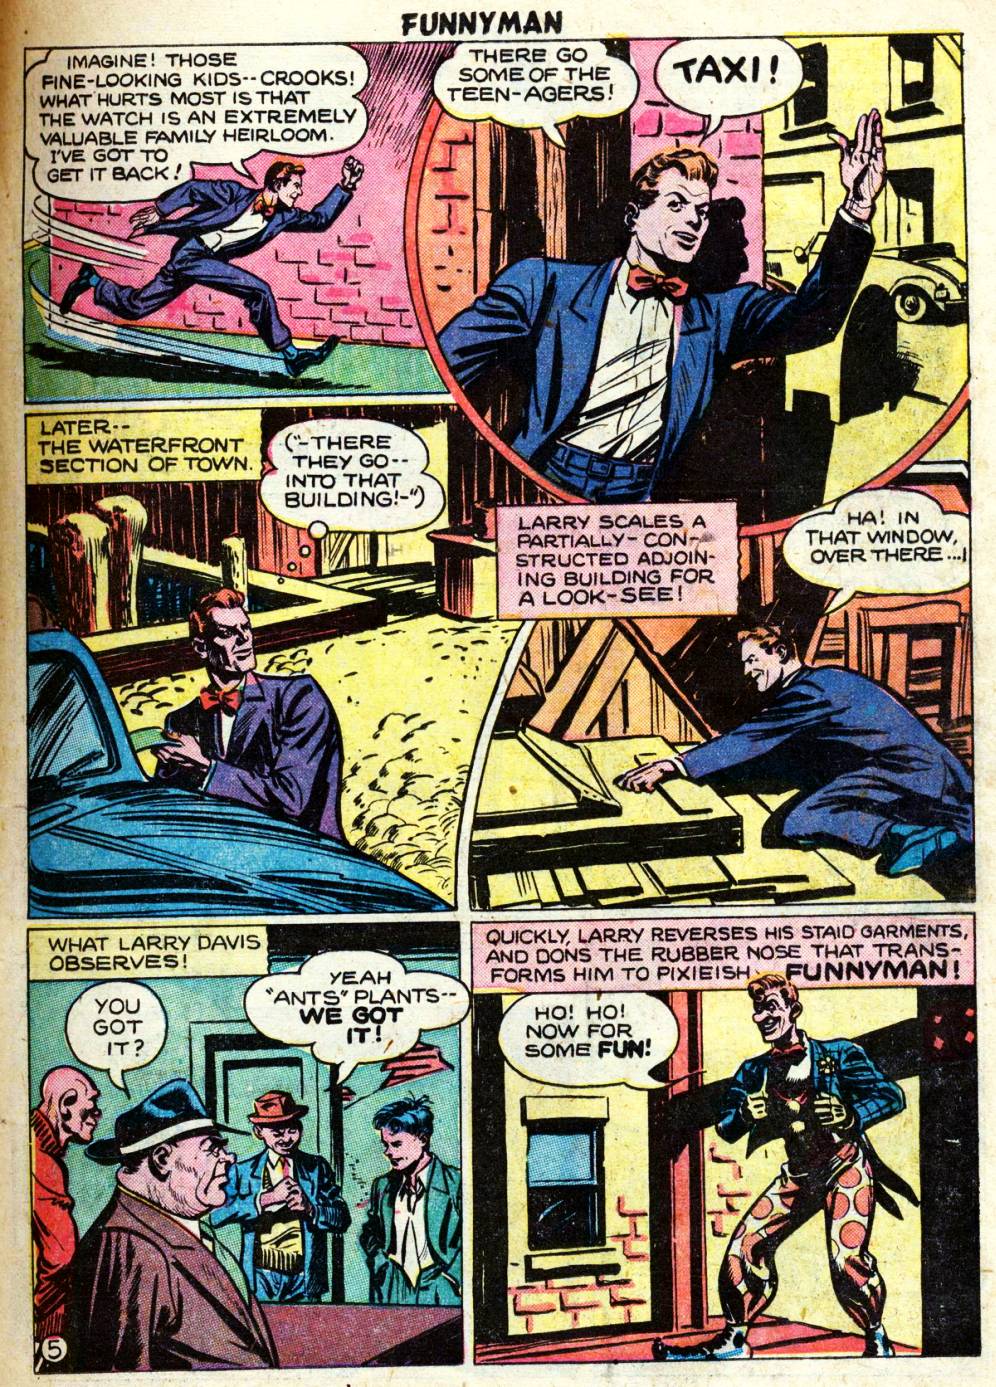 FUNNYMAN
IMAGINE! THOSE
FINE-LOOKING KIDS--CROOKS!
WHAT HURTS MOST IS THAT
THE WATCH IS AN EXTREMELY
VALUABLE FAMILY HEIRLOOM.
I'VE GOT TO
GET IT BACK!
THERE GO
SOME OF THE
TEEN-AGERS!
TAXI!
LATER--
THE WATERFRONT
SECTION OF TOWN.
("-THERE
THEY GO--
INTO THAT
BUILDING!-")
LARRY SCALES A
PARTIALLY-CON-
STRUCTED ADJOIN-
ING BUILDING FOR
A LOOK-SEE!
HA! IN
THAT WINDOW,
OVER THERE...!
WHAT LARRY DAVIS
OBSERVES!
YOU
GOT
IT?
YEAH
"ANTS" PLANTS--
WE GOT
IT!
QUICKLY, LARRY REVERSES HIS STAID GARMENTS,
AND DONS THE RUBBER NOSE THAT TRANS-
FORMS HIM TO PIXIEISH FUNNYMAN!
HO! HO!
NOW FOR
SOME FUN!
5